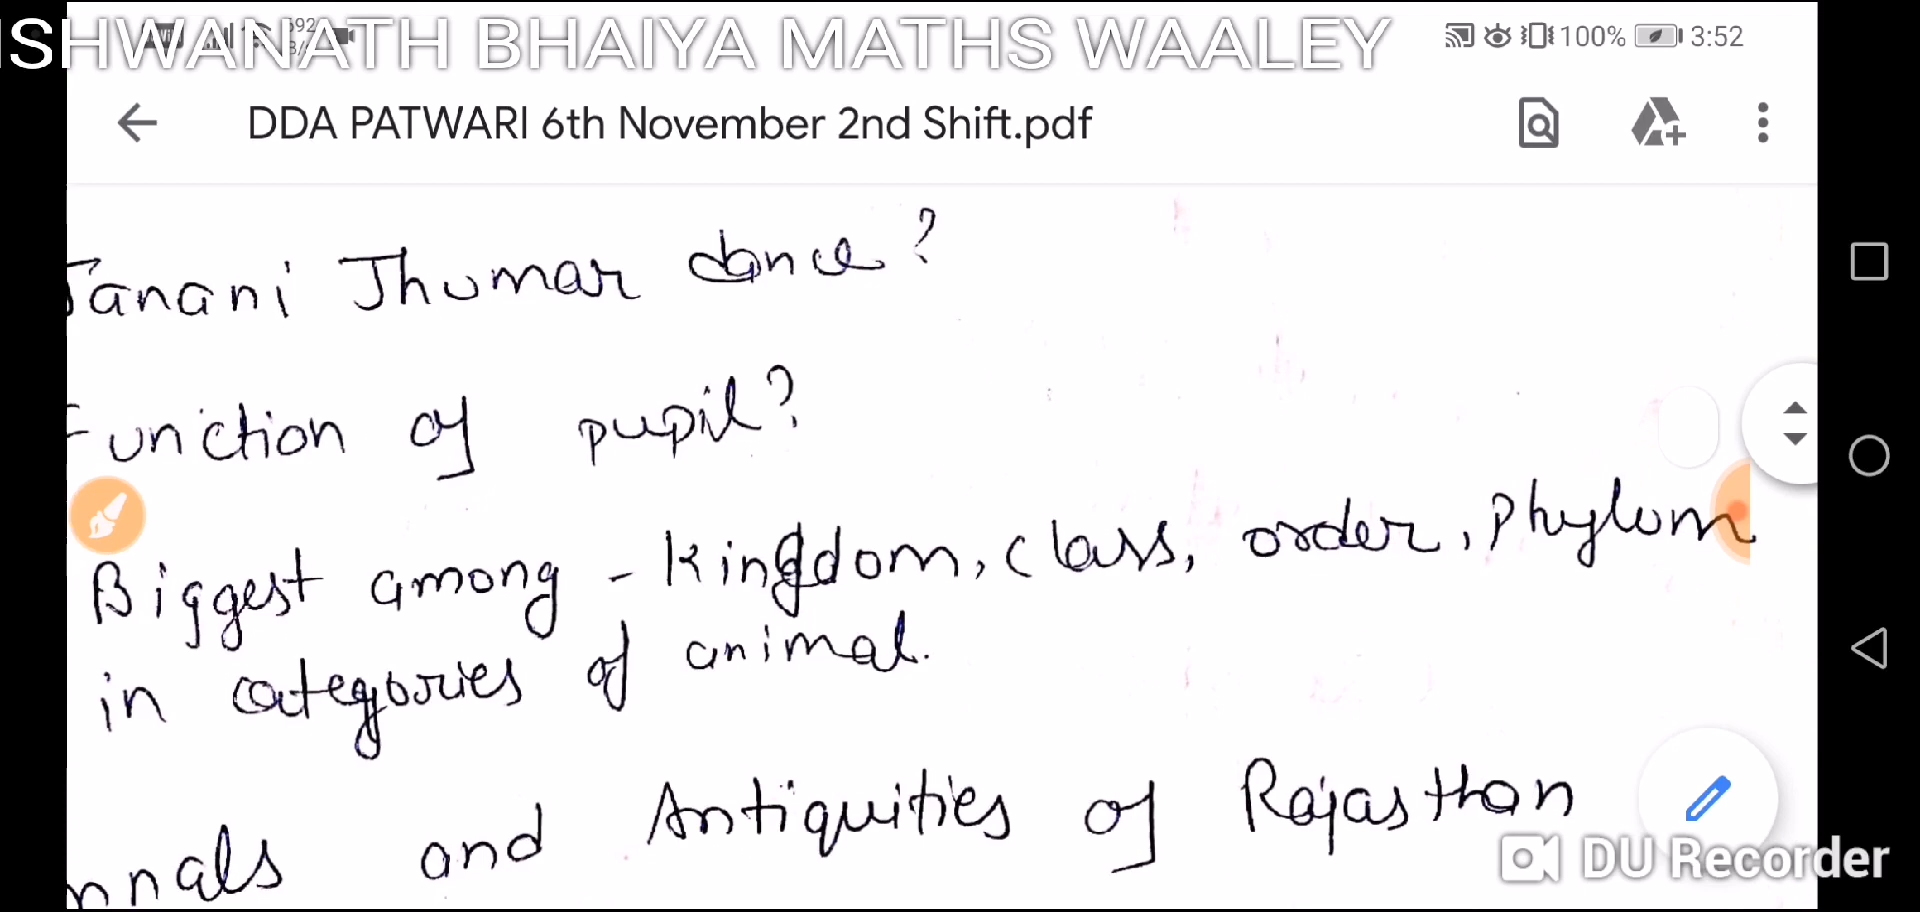 SHWANATH BHAIYA MATHS WAALEY
100% 3:52
DDA PATWARI 6th November 2nd Shift.pdf
Janani Jhumar dance?
Function of pupil?
Biggest among - kingdom, class, order, phylum
in categories of animal.
nnals and Antiquities of Rajasthan
DU Recorder